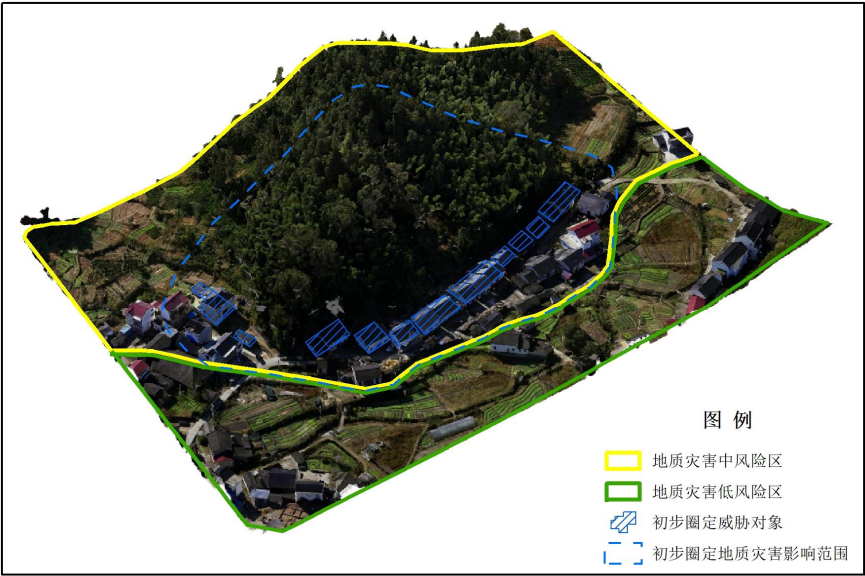 图 例
地质灾害中风险区
地质灾害低风险区
初步圈定威胁对象
初步圈定地质灾害影响范围